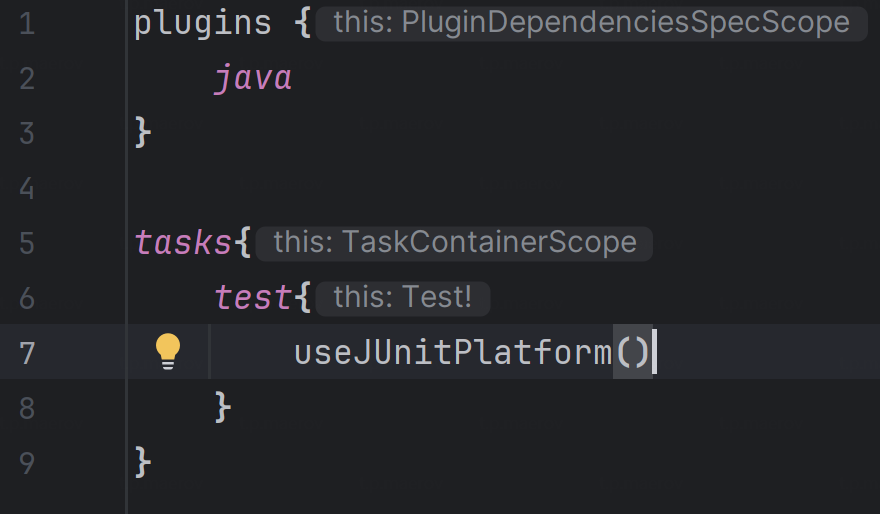 1 plugins { this: PluginDependenciesSpecScope
2 java
3 }
4
5 tasks{ this: TaskContainerScope
6 test{ this: Test!
7 useJUnitPlatform()
8 }
9 }